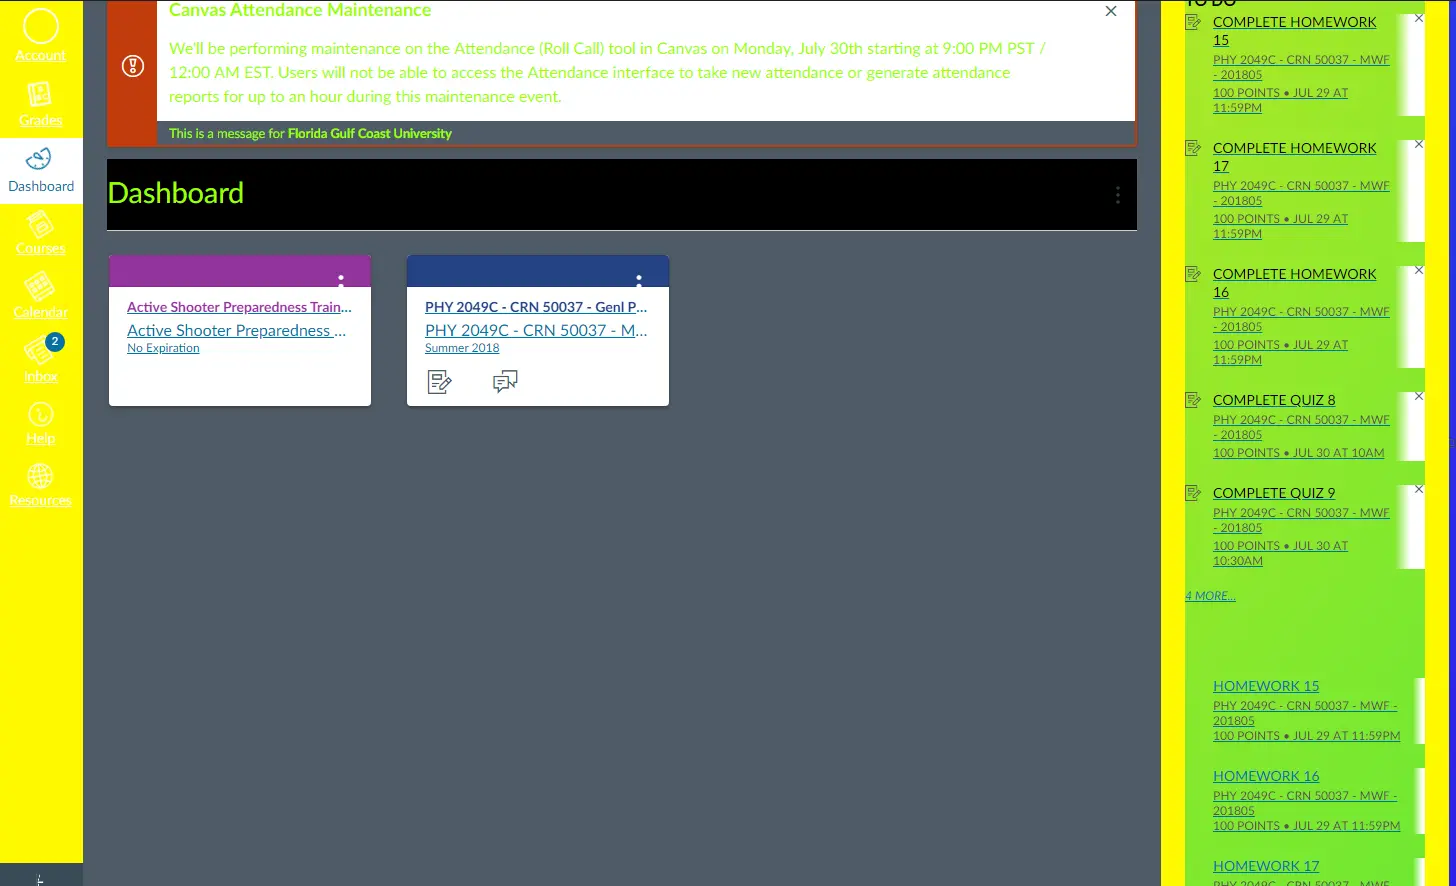 Account
Grades
Dashboard
Courses
Calendar
2
Inbox
Help
Resources
Canvas Attendance Maintenance
We'll be performing maintenance on the Attendance (Roll Call) tool in Canvas on Monday, July 30th starting at 9:00 PM PST /
12:00 AM EST. Users will not be able to access the Attendance interface to take new attendance or generate attendance
reports for up to an hour during this maintenance event.
This is a message for Florida Gulf Coast University
Dashboard
Active Shooter Preparedness Train...
Active Shooter Preparedness ...
No Expiration
PHY 2049C - CRN 50037 - Genl P...
PHY 2049C - CRN 50037 - M...
Summer 2018
TO DO
COMPLETE HOMEWORK
15
PHY 2049C - CRN 50037 - MWF
- 201805
100 POINTS • JUL 29 AT
11:59PM
COMPLETE HOMEWORK
17
PHY 2049C - CRN 50037 - MWF
- 201805
100 POINTS • JUL 29 AT
11:59PM
COMPLETE HOMEWORK
16
PHY 2049C - CRN 50037 - MWF
- 201805
100 POINTS • JUL 29 AT
11:59PM
COMPLETE QUIZ 8
PHY 2049C - CRN 50037 - MWF
- 201805
100 POINTS • JUL 30 AT 10AM
COMPLETE QUIZ 9
PHY 2049C - CRN 50037 - MWF
- 201805
100 POINTS • JUL 30 AT
10:30AM
4 MORE...
HOMEWORK 15
PHY 2049C - CRN 50037 - MWF -
201805
100 POINTS • JUL 29 AT 11:59PM
HOMEWORK 16
PHY 2049C - CRN 50037 - MWF -
201805
100 POINTS • JUL 29 AT 11:59PM
HOMEWORK 17
PHY 2049C - CRN 50037 - MWF -